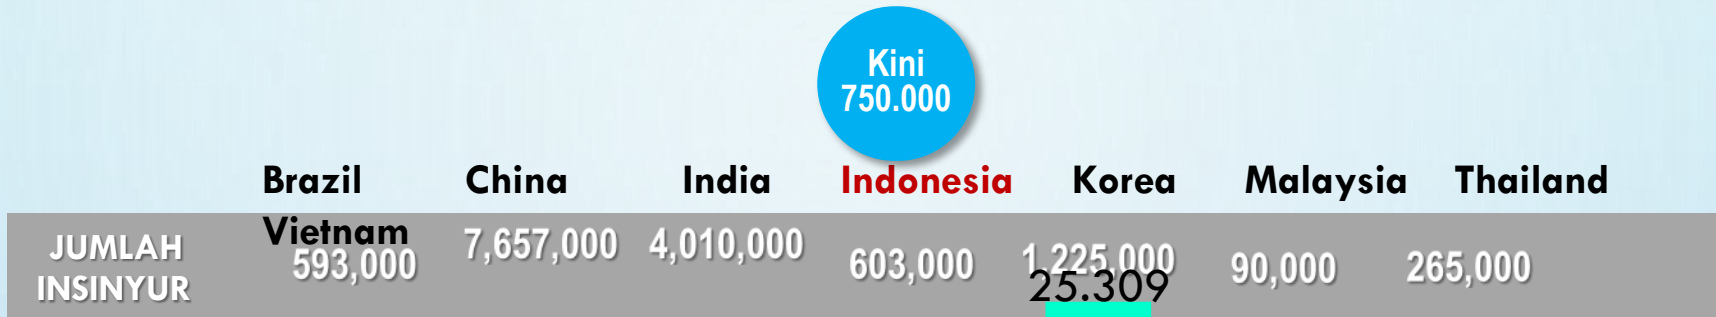 Kini
750.000
Brazil China India Indonesia Korea Malaysia Thailand
Vietnam
JUMLAH
INSINYUR
593,000 7,657,000 4,010,000 603,000 1,225,000 90,000 265,000
25.309